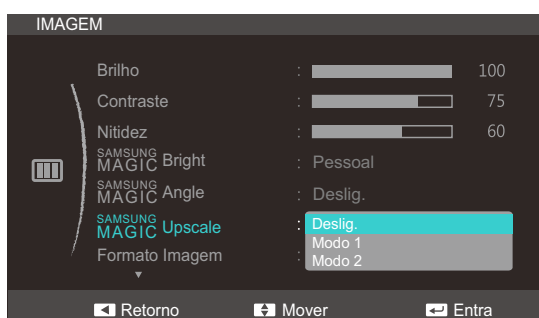 IMAGEM
Brilho : 100
Contraste : 75
Nitidez : 60
SAMSUNG MAGIC Bright : Pessoal
SAMSUNG MAGIC Angle : Deslig.
SAMSUNG MAGIC Upscale : Deslig.
Modo 1
Formato Imagem : Modo 2
Retorno Mover Entra